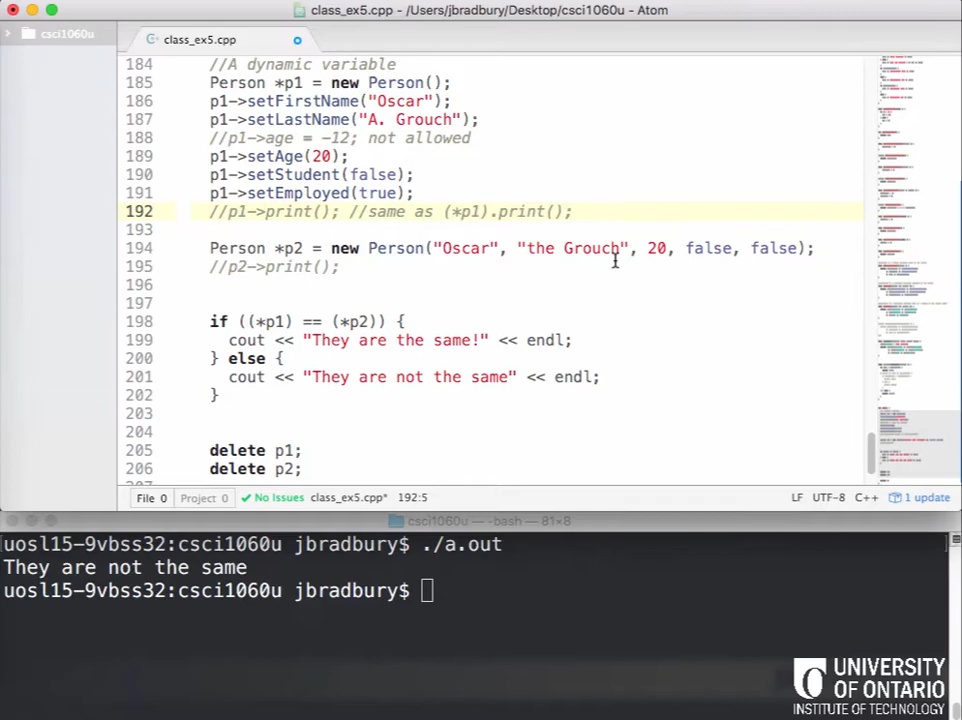 class_ex5.cpp - /Users/jbradbury/Desktop/csci1060u - Atom
csci1060u
class_ex5.cpp
184 //A dynamic variable
185 Person *p1 = new Person();
186 p1->setFirstName("Oscar");
187 p1->setLastName("A. Grouch");
188 //p1->age = -12; not allowed
189 p1->setAge(20);
190 p1->setStudent(false);
191 p1->setEmployed(true);
192 //p1->print(); //same as (*p1).print();
193
194 Person *p2 = new Person("Oscar", "the Grouch", 20, false, false);
195 //p2->print();
196
197
198 if ((*p1) == (*p2)) {
199 cout << "They are the same!" << endl;
200 } else {
201 cout << "They are not the same" << endl;
202 }
203
204
205 delete p1;
206 delete p2;
File 0 Project 0 No Issues class_ex5.cpp* 192:5 LF UTF-8 C++ 1 update
csci1060u — -bash — 81×8
uosl15-9vbss32:csci1060u jbradbury$ ./a.out
They are not the same
uosl15-9vbss32:csci1060u jbradbury$
UNIVERSITY
OF ONTARIO
INSTITUTE OF TECHNOLOGY